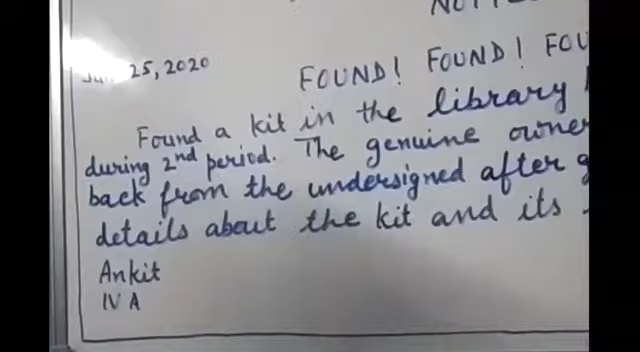 25, 2020
FOUND! FOUND! FOU
Found a kit in the library
during 2nd period. The genuine owner
back from the undersigned after g
details about the kit and its
Ankit
IV A